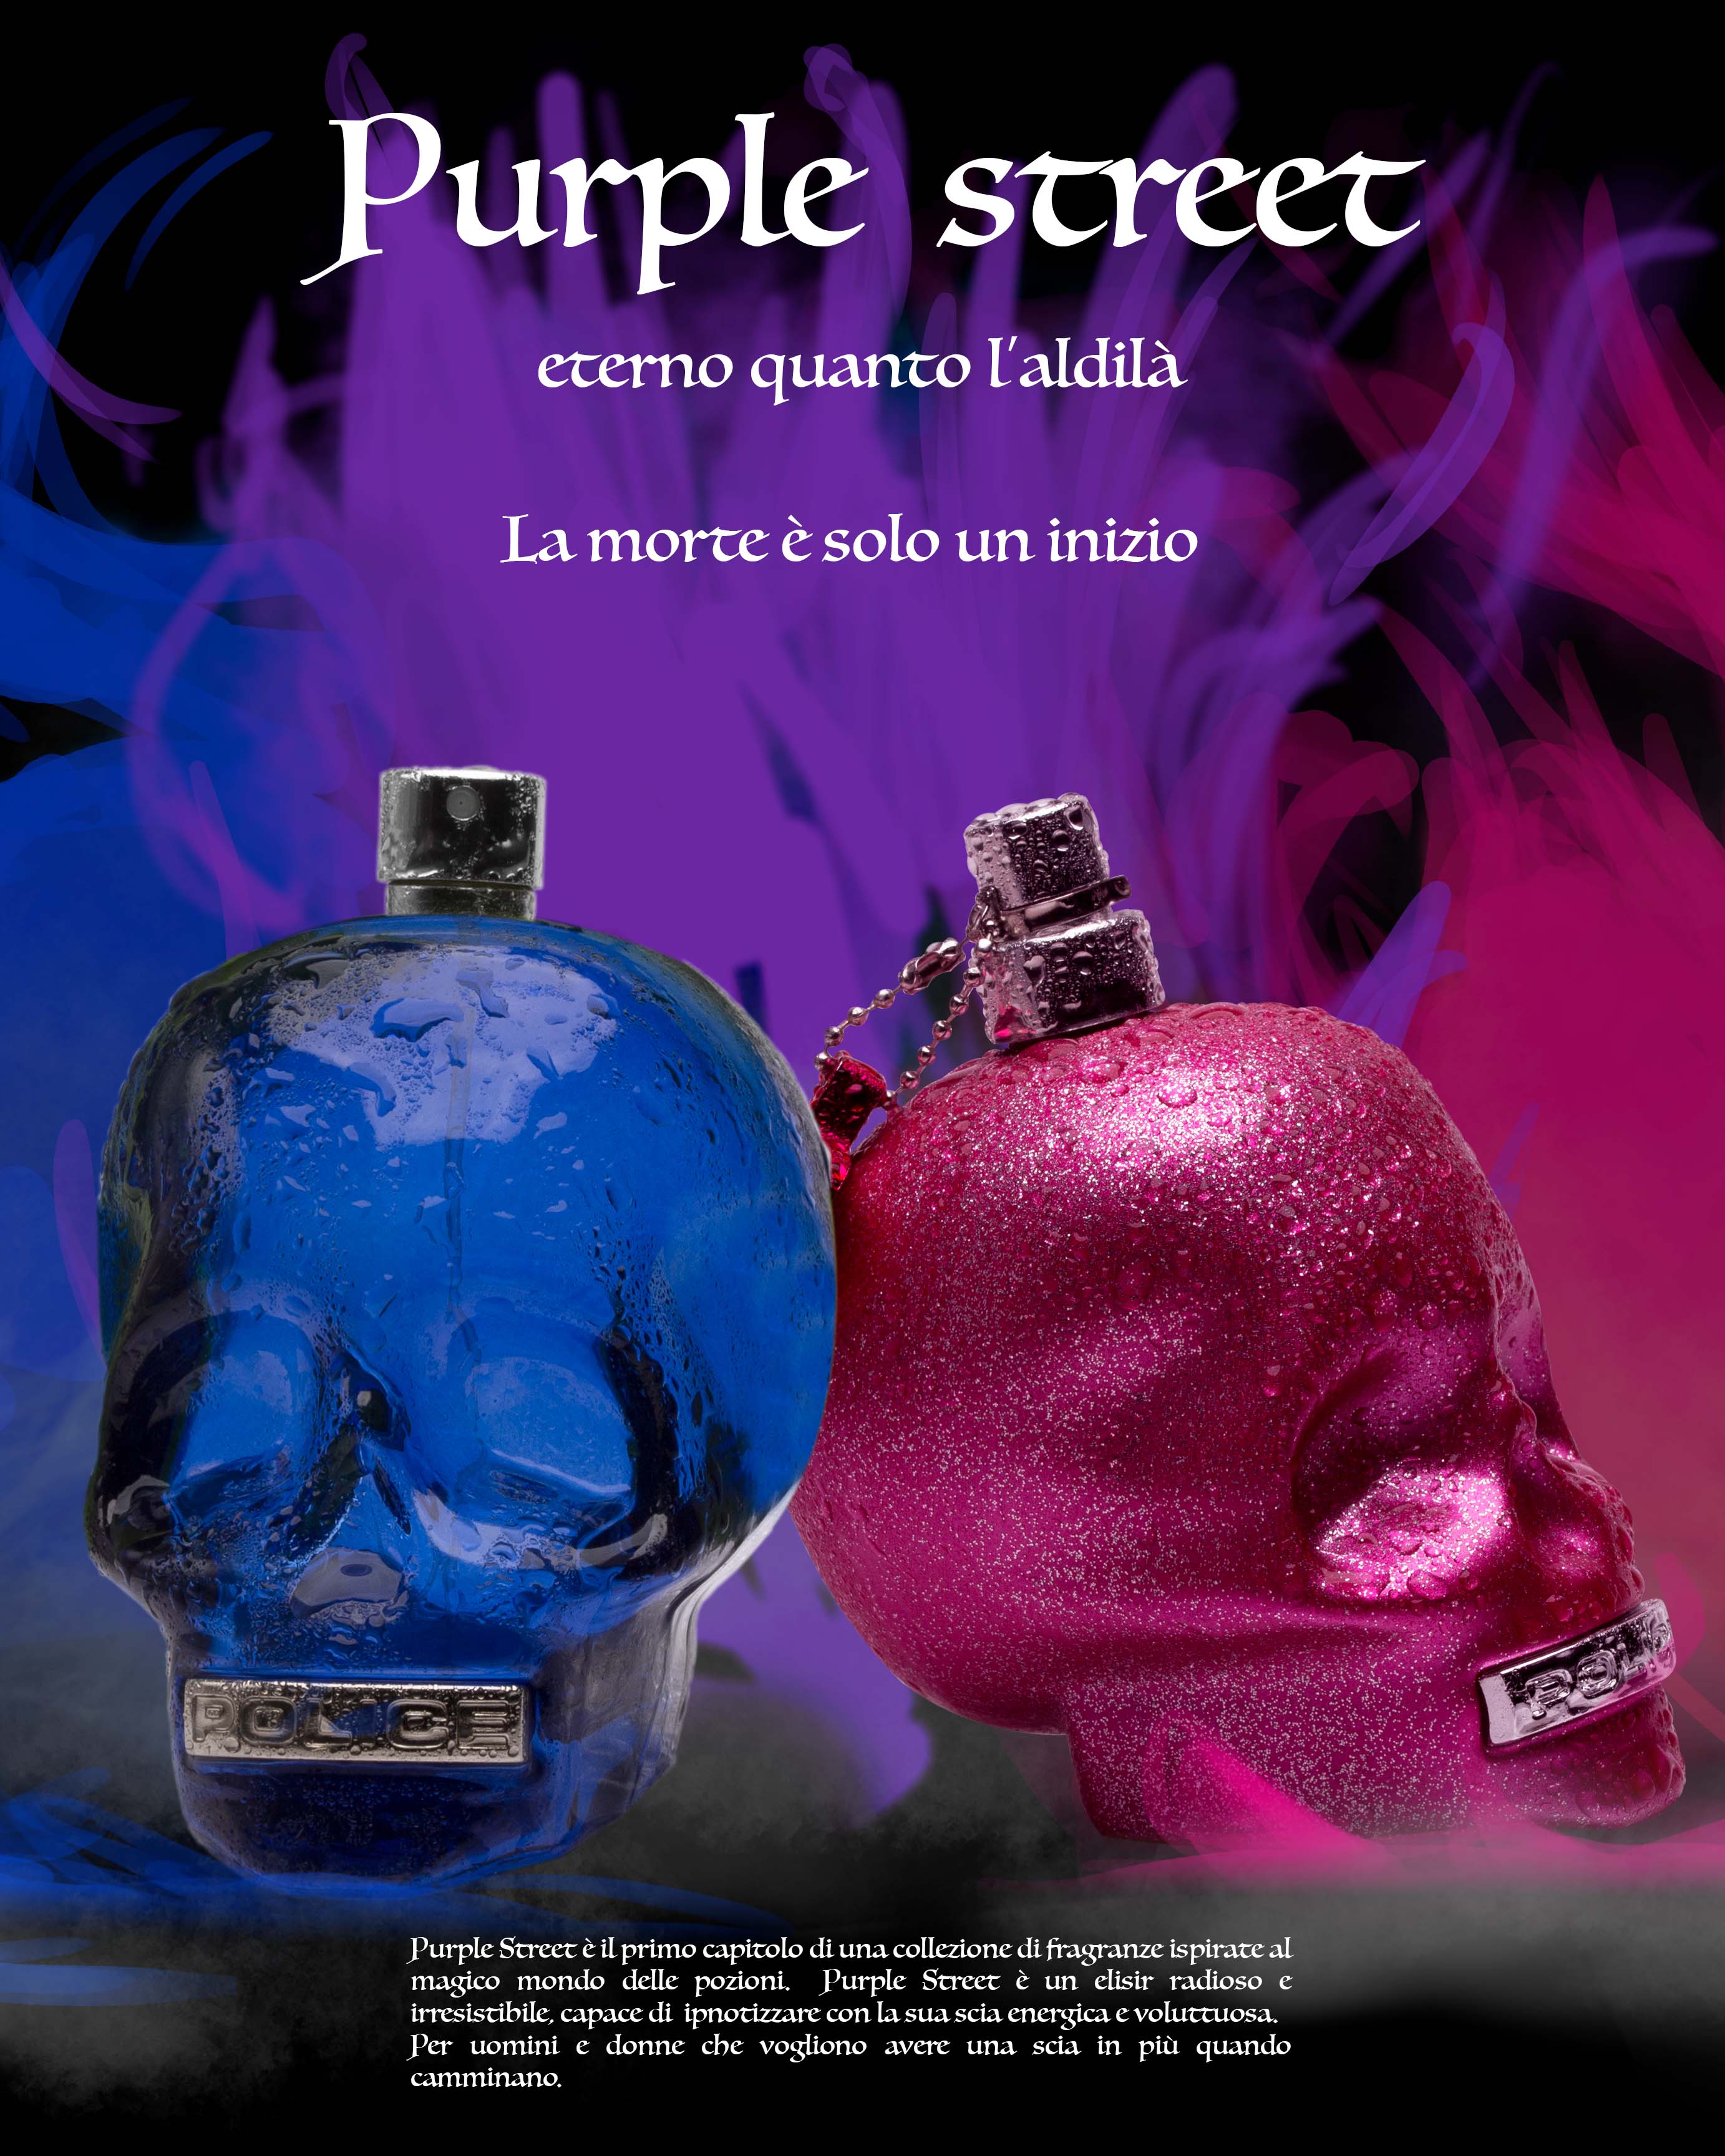 Purple street
eterno quanto l'aldilà
La morte è solo un inizio
POLICE
POLIC
Purple Street è il primo capitolo di una collezione di fragranze ispirate al
magico mondo delle pozioni. Purple Street è un elisir radioso e
irresistibile, capace di ipnotizzare con la sua scia energica e voluttuosa.
Per uomini e donne che vogliono avere una scia in più quando
camminano.